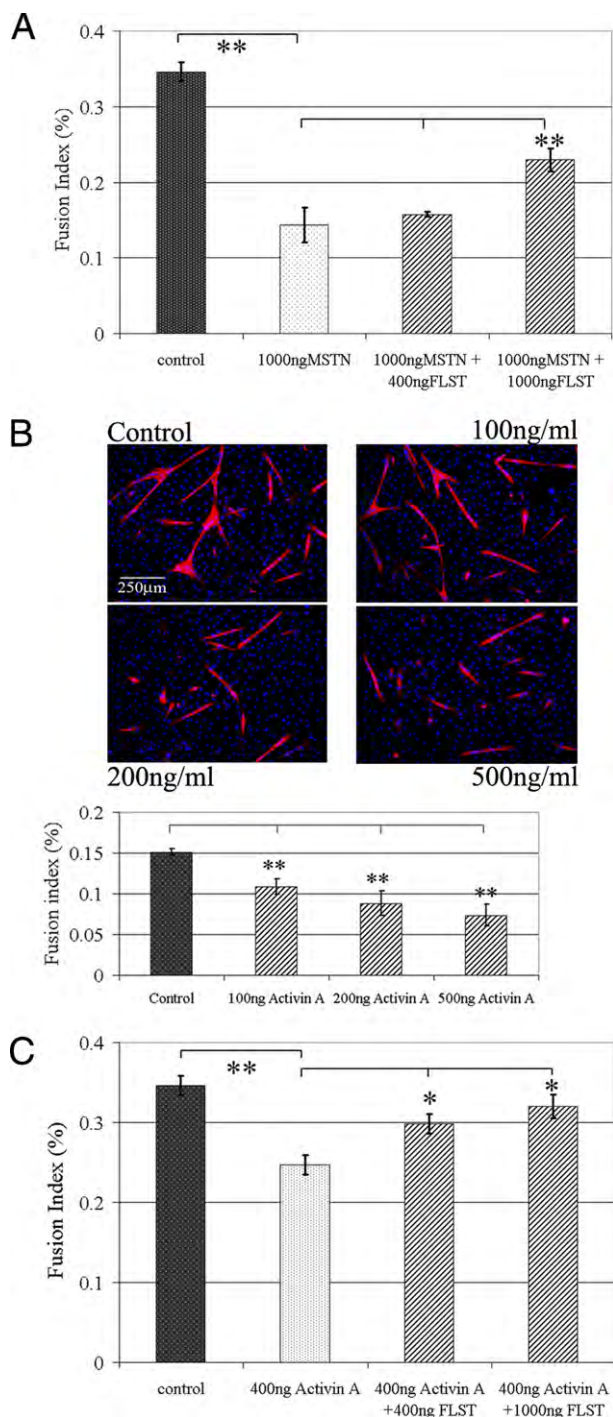 A
0.4
**
0.3
**
0.2
0.1
0
Fusion Index (%)
control
1000ngMSTN
1000ngMSTN +
400ngFLST
1000ngMSTN +
1000ngFLST
B
Control
100ng/ml
250μm
200ng/ml
500ng/ml
0.2
0.15
**
**
**
0.1
0.05
0
Fusion index (%)
Control
100ng Activin A
200ng Activin A
500ng Activin A
C
0.4
**
*
*
0.3
0.2
0.1
0
Fusion Index (%)
control
400ng Activin A
400ng Activin A
+400ng FLST
400ng Activin A
+1000ng FLST